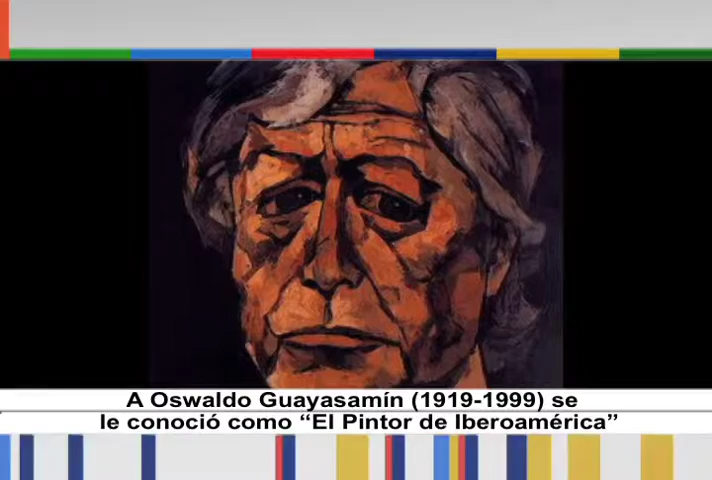 A Oswaldo Guayasamín (1919-1999) se
le conoció como “El Pintor de Iberoamérica”